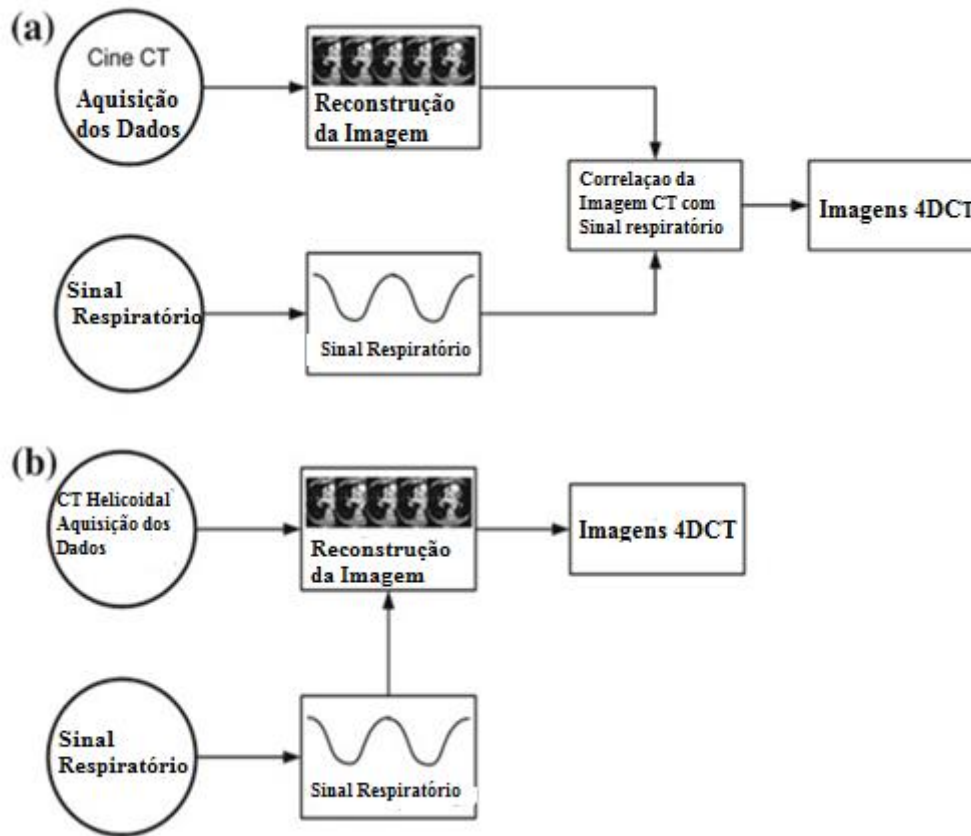 (a)
Cine CT
Aquisição
dos Dados
Reconstrução
da Imagem
Correlaçao da
Imagem CT com
Sinal respiratório
Imagens 4DCT
Sinal
Respiratório
Sinal Respiratório
(b)
CT Helicoidal
Aquisição dos
Dados
Reconstrução
da Imagem
Imagens 4DCT
Sinal
Respiratório
Sinal Respiratório